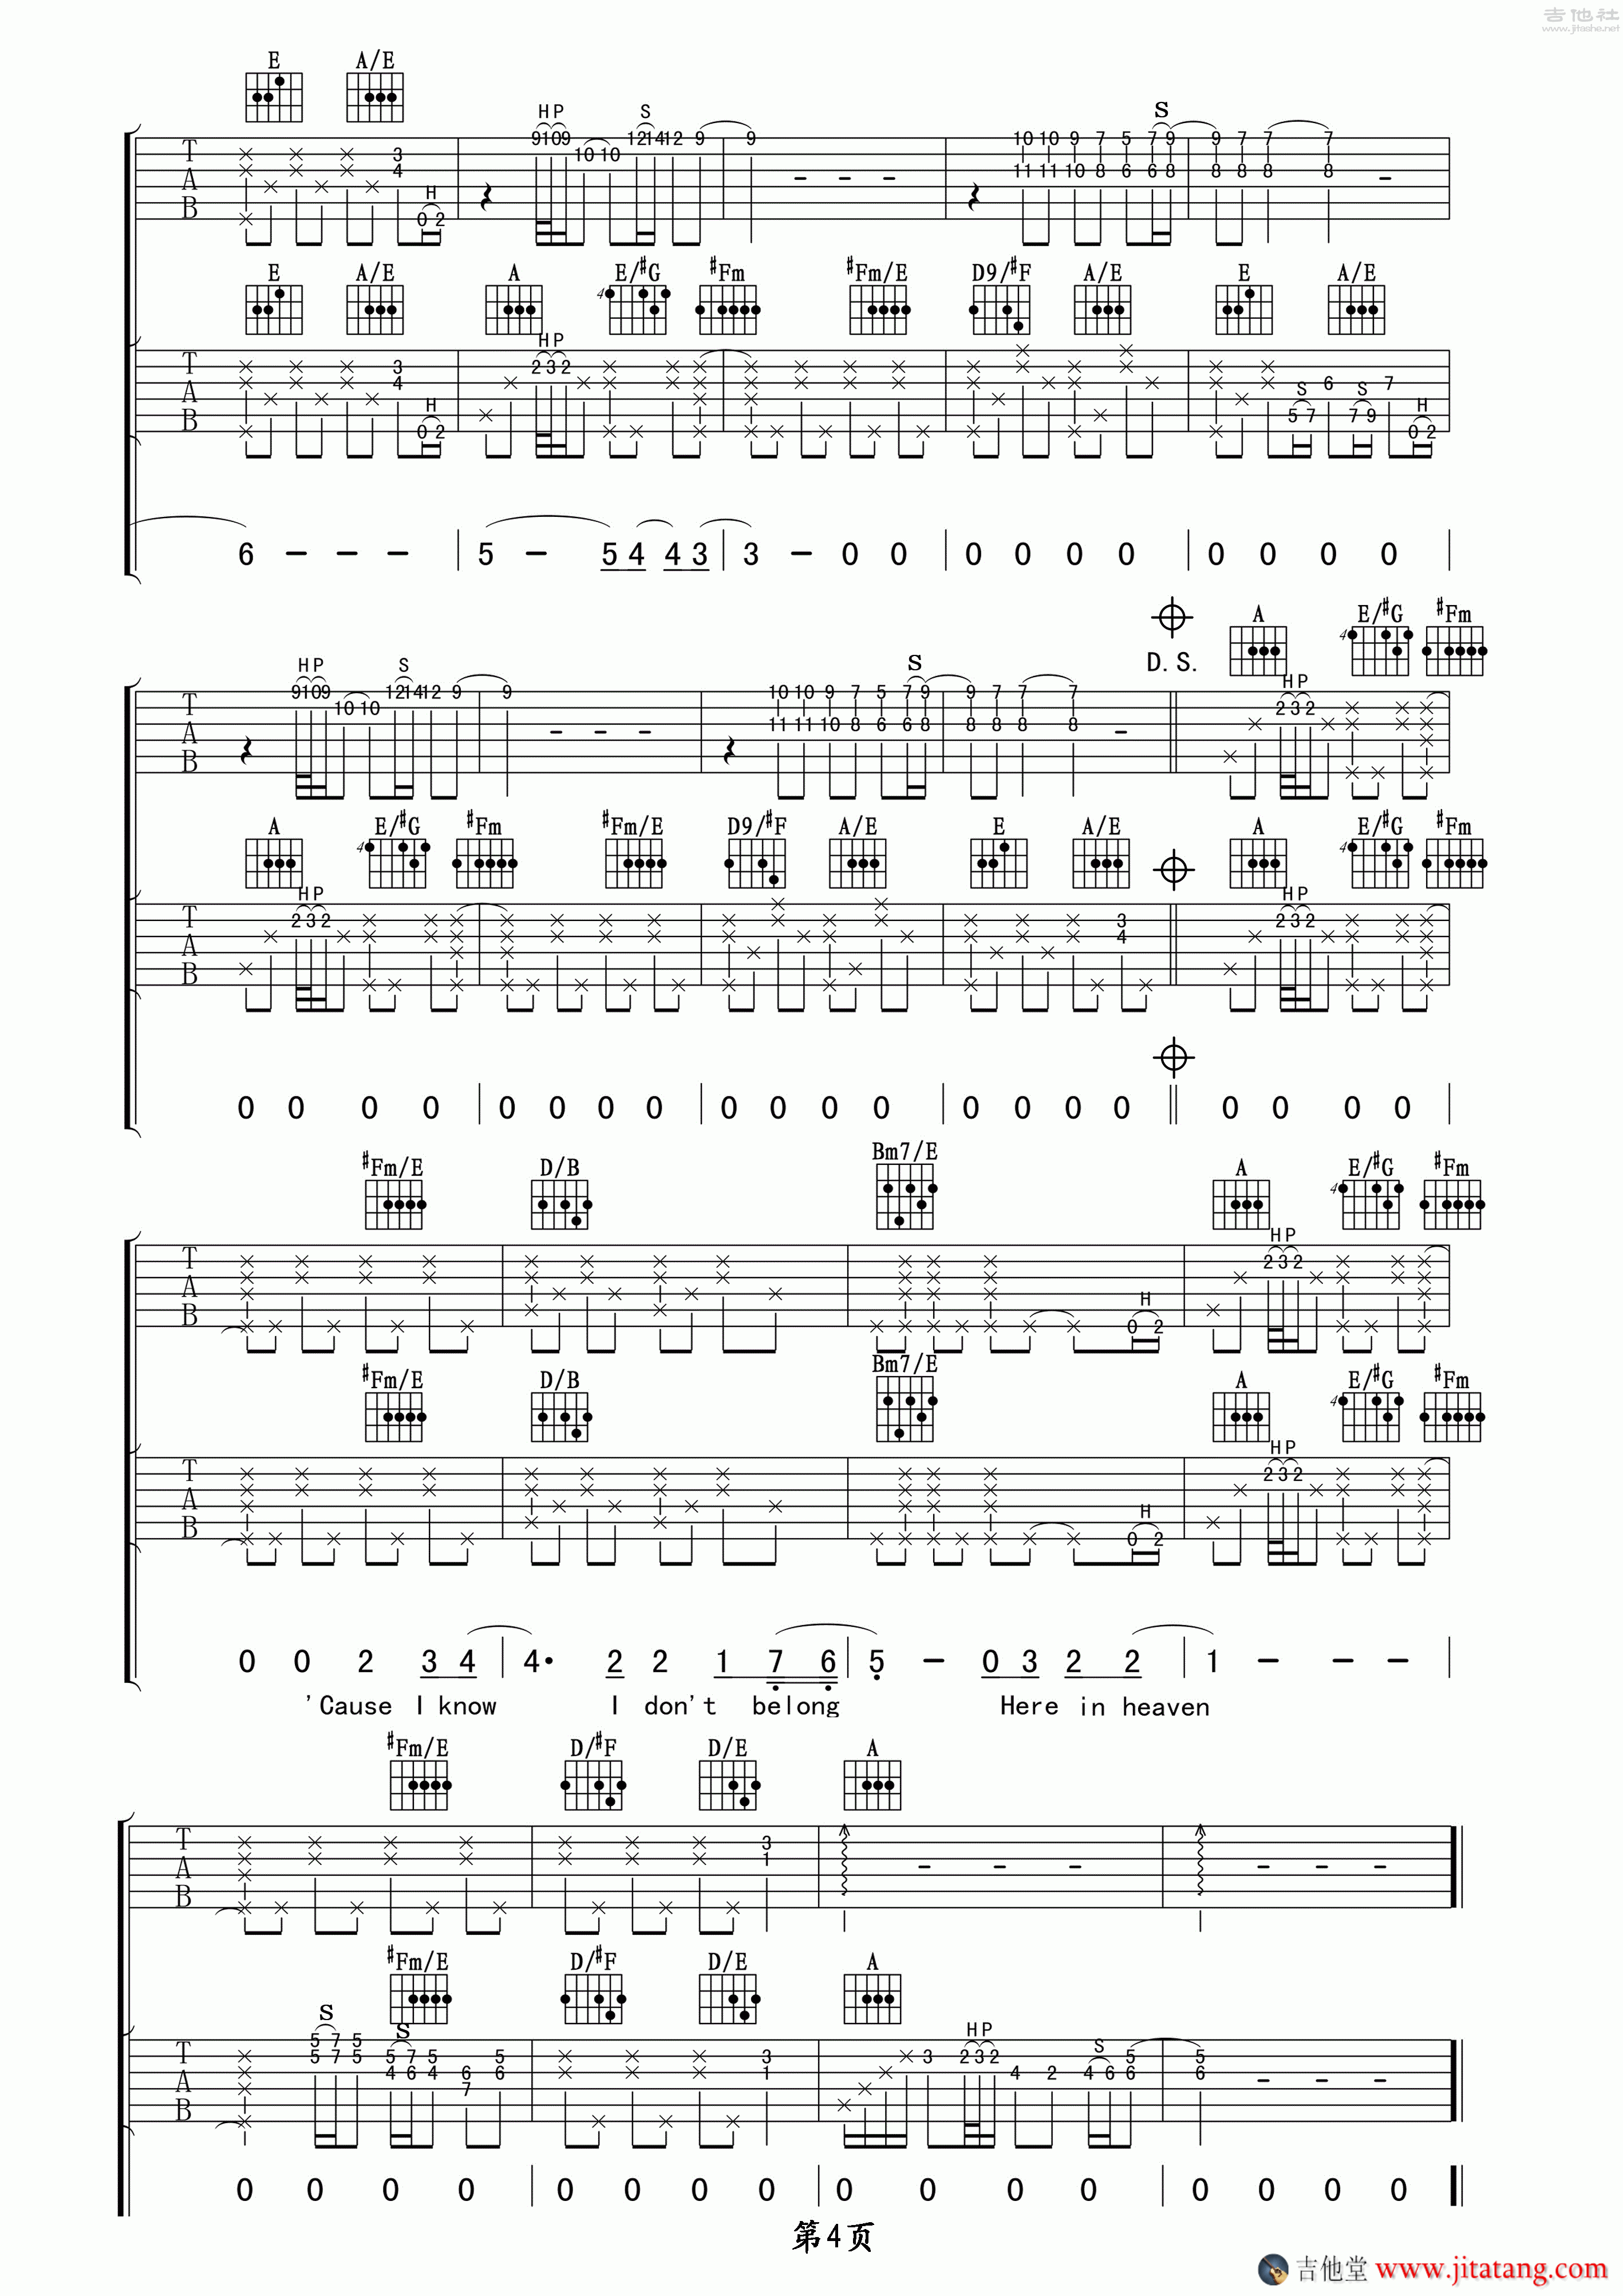 吉他社
www.jitashe.net
E A/E
H P S S
T 9 10 9 10 10 12 14 12 9 9 10 10 9 7 5 7 9 9 7 7 7
A 3 4 11 11 10 8 6 6 8 8 8 8 8
B H 0 2
E A/E A E/#G #Fm #Fm/E D9/#F A/E E A/E
4
H P
T 3 2 3 2
A 4 S 6 S 7
B H 0 2 5 7 7 9 H 0 2
6 - - - 5 - 5 4 4 3 3 - 0 0 0 0 0 0 0 0 0 0
D.S. A E/#G #Fm
4
H P S S H P
T 9 10 9 10 10 12 14 12 9 9 10 10 9 7 5 7 9 9 7 7 7 2 3 2
A 11 11 10 8 6 6 8 8 8 8 8
B
A E/#G #Fm #Fm/E D9/#F A/E E A/E A E/#G #Fm
4 4
H P H P
T 2 3 2 3 2 3 2
A 4
B
0 0 0 0 0 0 0 0 0 0 0 0 0 0 0 0 0 0 0 0
#Fm/E D/B Bm7/E A E/#G #Fm
4
H P
T 2 3 2
A
B H 0 2
#Fm/E D/B Bm7/E A E/#G #Fm
4
H P
T 2 3 2
A
B H 0 2
0 0 2 3 4 4· 2 2 1 7 6 5 - 0 3 2 2 1 - - -
'Cause I know I don't belong Here in heaven
#Fm/E D/#F D/E A
T 3
A 1
B
#Fm/E D/#F D/E A
S S H P S
T 5 7 5 5 7 5 5 7 5 5 3 3 2 3 2 5 5
A 4 6 4 6 7 6 1 4 2 4 6 6 6
B
0 0 0 0 0 0 0 0 0 0 0 0 0 0 0 0
第4页
吉他堂 www.jitatang.com